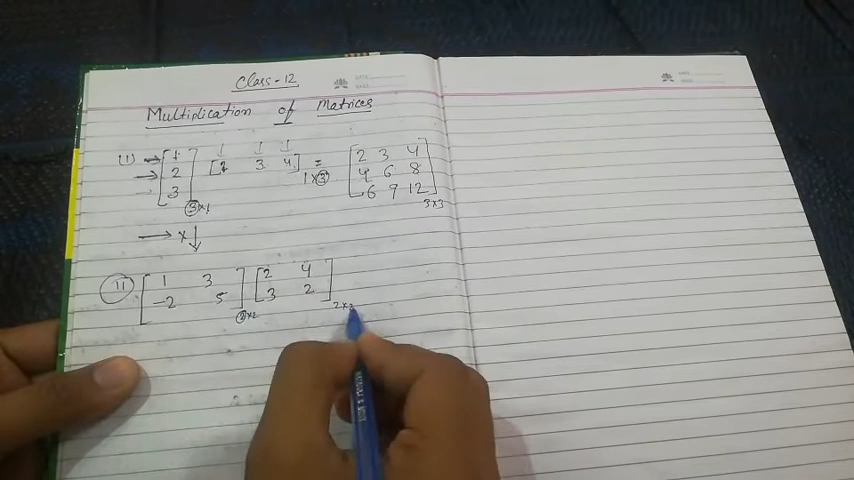 Class-12
Multiplication of Matrices
(1) → [1 2 3] 3×1 [2 3 4] 1×3 = [2 3 4
4 6 8
6 9 12] 3×3
→ × ↓
(11) [1 3
-2 5] 2×2 [2 4
3 2] 2×2